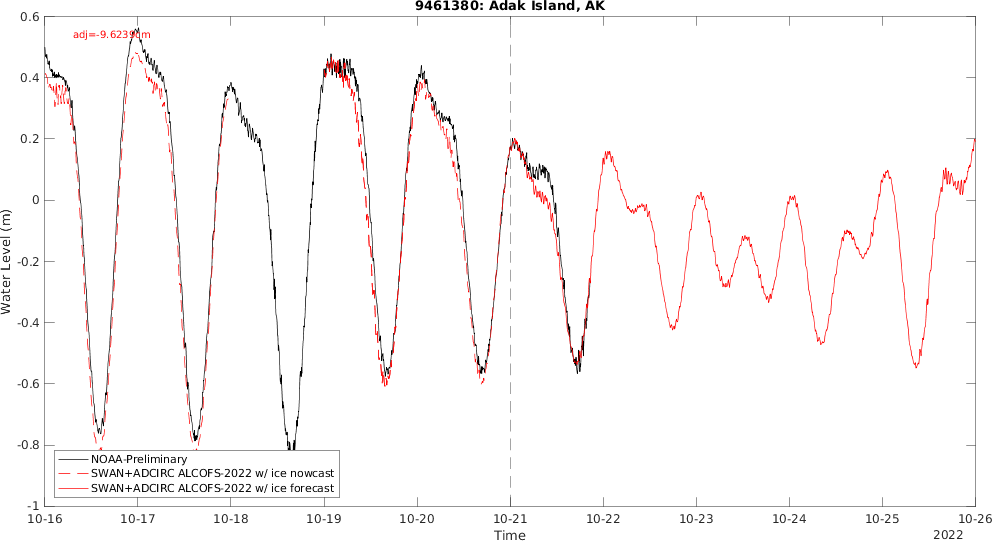 9461380: Adak Island, AK
adj=-9.6239cm
0.6
0.4
0.2
0
-0.2
-0.4
-0.6
-0.8
-1
Water Level (m)
NOAA-Preliminary
SWAN+ADCIRC ALCOFS-2022 w/ ice nowcast
SWAN+ADCIRC ALCOFS-2022 w/ ice forecast
10-16 10-17 10-18 10-19 10-20 10-21 10-22 10-23 10-24 10-25 10-26
Time
2022